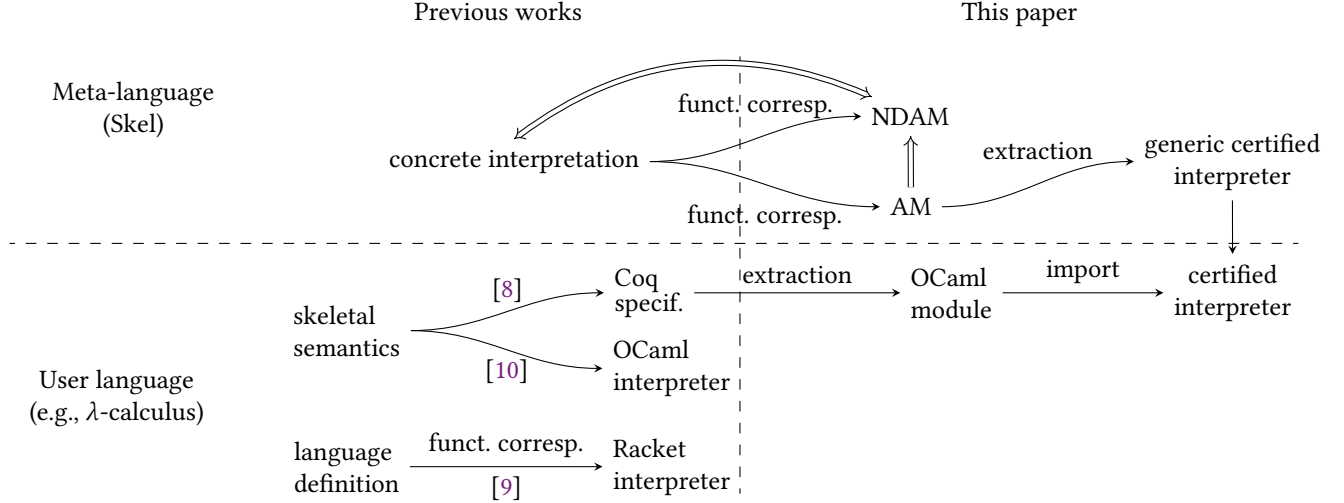 Previous works
This paper
Meta-language
(Skel)
funct. corresp.
NDAM
concrete interpretation
extraction
generic certified
interpreter
funct. corresp.
AM
skeletal
semantics
[8]
Coq
specif.
extraction
OCaml
module
import
certified
interpreter
[10]
OCaml
interpreter
User language
(e.g., λ-calculus)
language
definition
funct. corresp.
[9]
Racket
interpreter